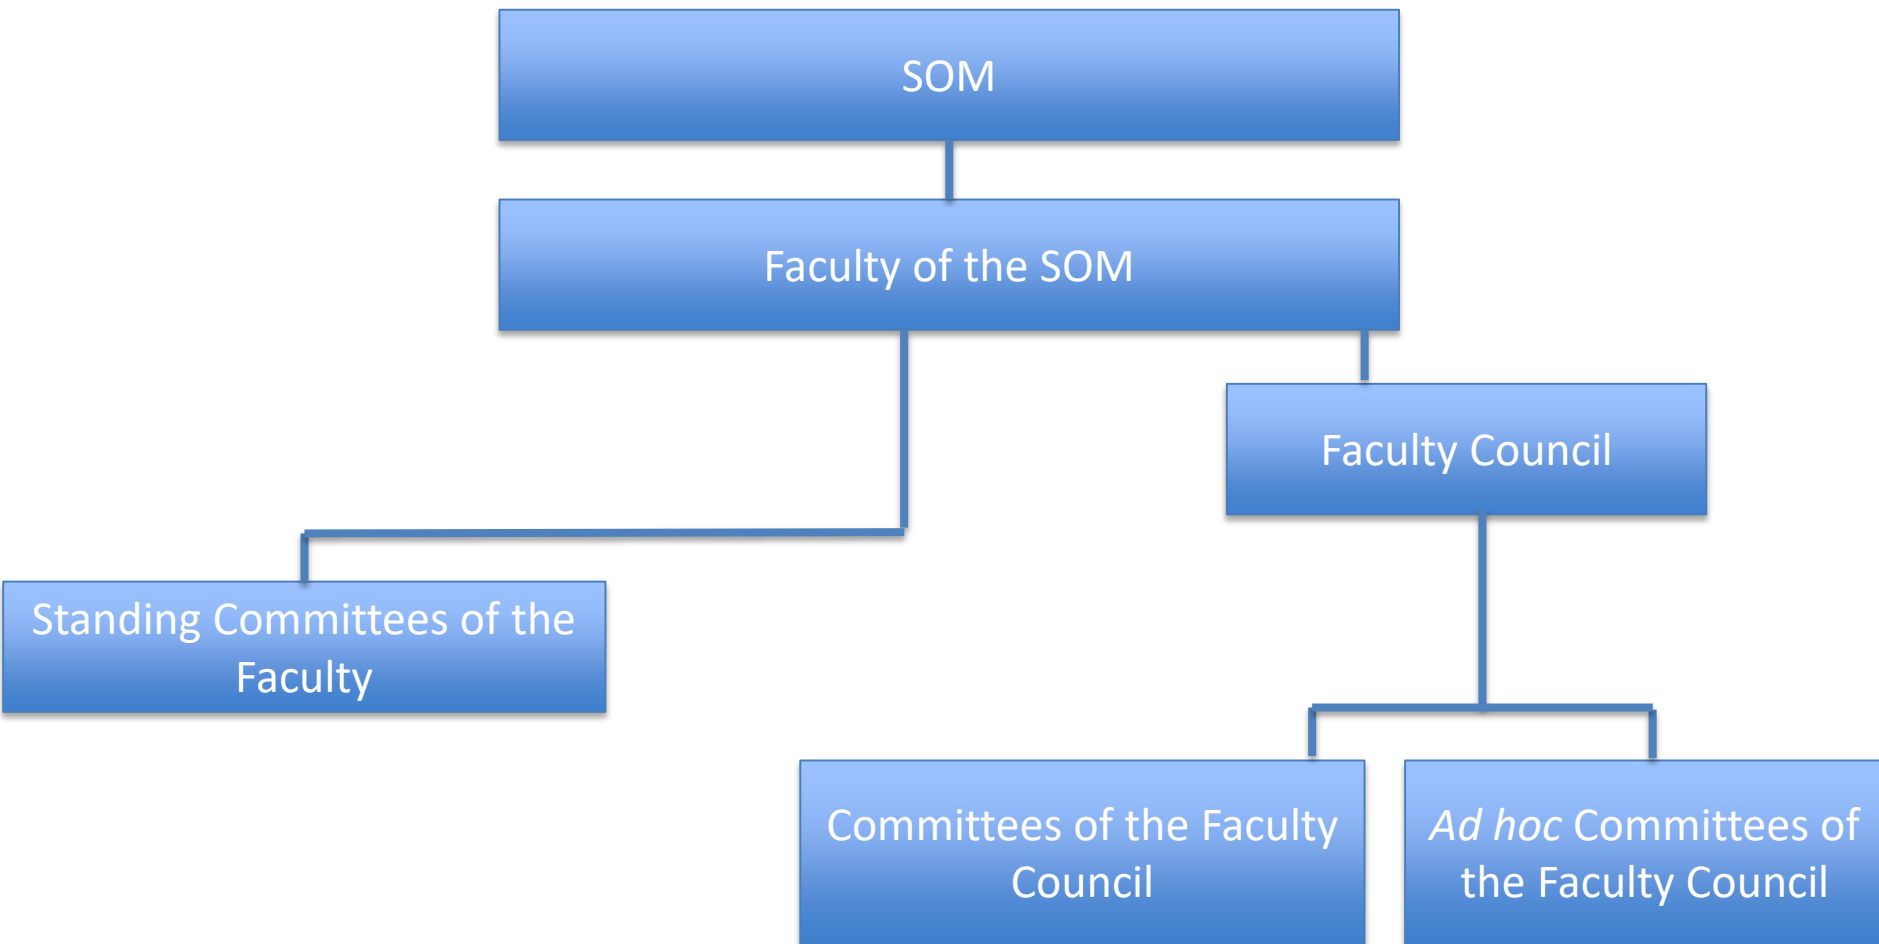 SOM
Faculty of the SOM
Faculty Council
Standing Committees of the
Faculty
Committees of the Faculty
Council
Ad hoc Committees of
the Faculty Council